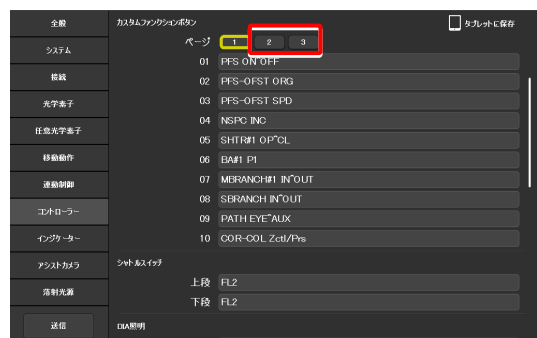 全般
システム
接続
光学素子
任意光学素子
移動動作
連動制御
コントローラー
インジケーター
アシストカメラ
落射光源
送信
カスタムファンクションボタン
タブレットに保存
ページ 1 2 3
01 PFS ON^OFF
02 PFS-OFST ORG
03 PFS-OFST SPD
04 NSPC INC
05 SHTR#1 OP^CL
06 BA#1 P1
07 MBRANCH#1 IN^OUT
08 SBRANCH IN^OUT
09 PATH EYE^AUX
10 COR-COL Zctl/Prs
シャトルスイッチ
上段 FL2
下段 FL2
DIA照明